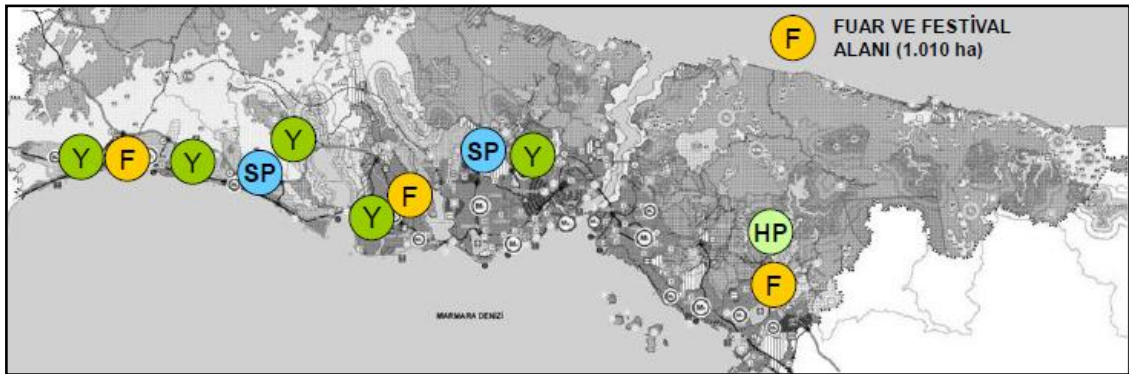 F FUAR VE FESTİVAL
ALANI (1.010 ha)
Y
SP Y
Y F Y
SP
F
Y
HP
F
MARMARA DENİZİ